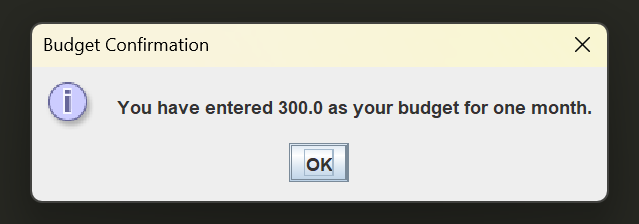 Budget Confirmation
You have entered 300.0 as your budget for one month.
OK